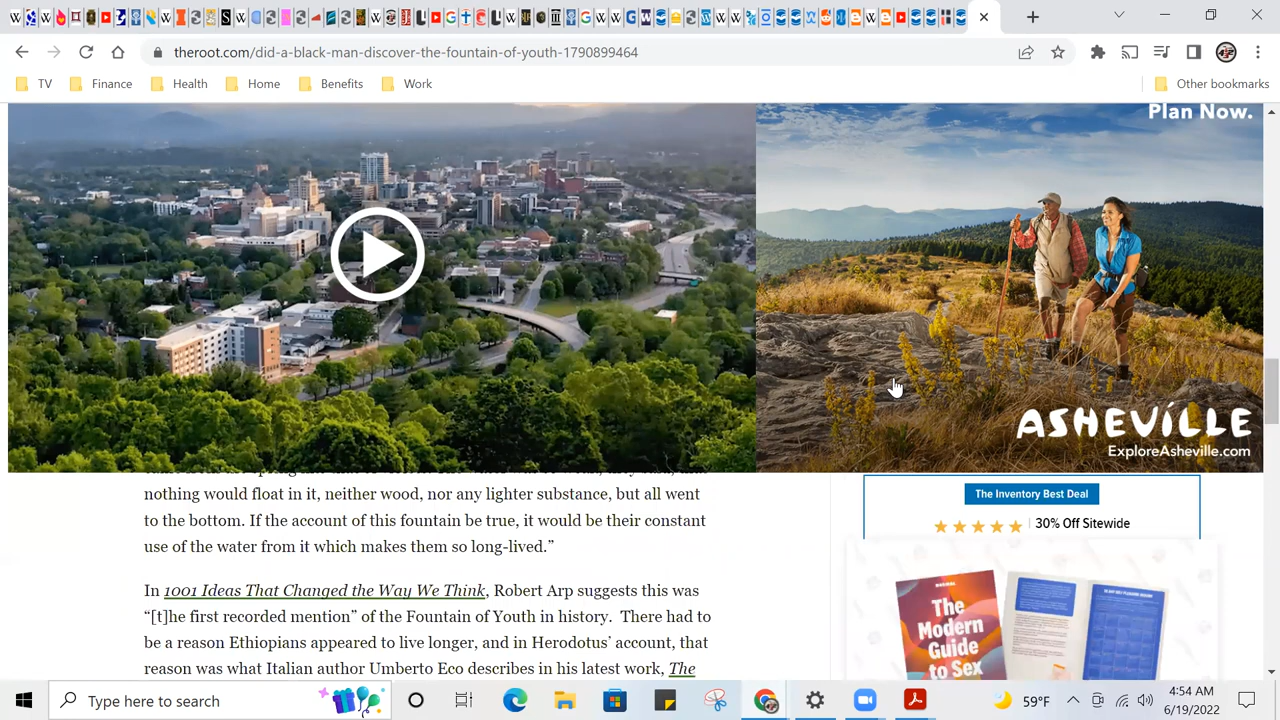 theroot.com/did-a-black-man-discover-the-fountain-of-youth-1790899464
TV
Finance
Health
Home
Benefits
Work
Other bookmarks
Plan Now.
ASHEVILLE
ExploreAsheville.com
nothing would float in it, neither wood, nor any lighter substance, but all went
to the bottom. If the account of this fountain be true, it would be their constant
use of the water from it which makes them so long-lived.”
In 1001 Ideas That Changed the Way We Think, Robert Arp suggests this was
“[t]he first recorded mention” of the Fountain of Youth in history. There had to
be a reason Ethiopians appeared to live longer, and in Herodotus’ account, that
reason was what Italian author Umberto Eco describes in his latest work, The
The Inventory Best Deal
30% Off Sitewide
The
Modern
Guide
to Sex
Type here to search
59°F
4:54 AM
6/19/2022